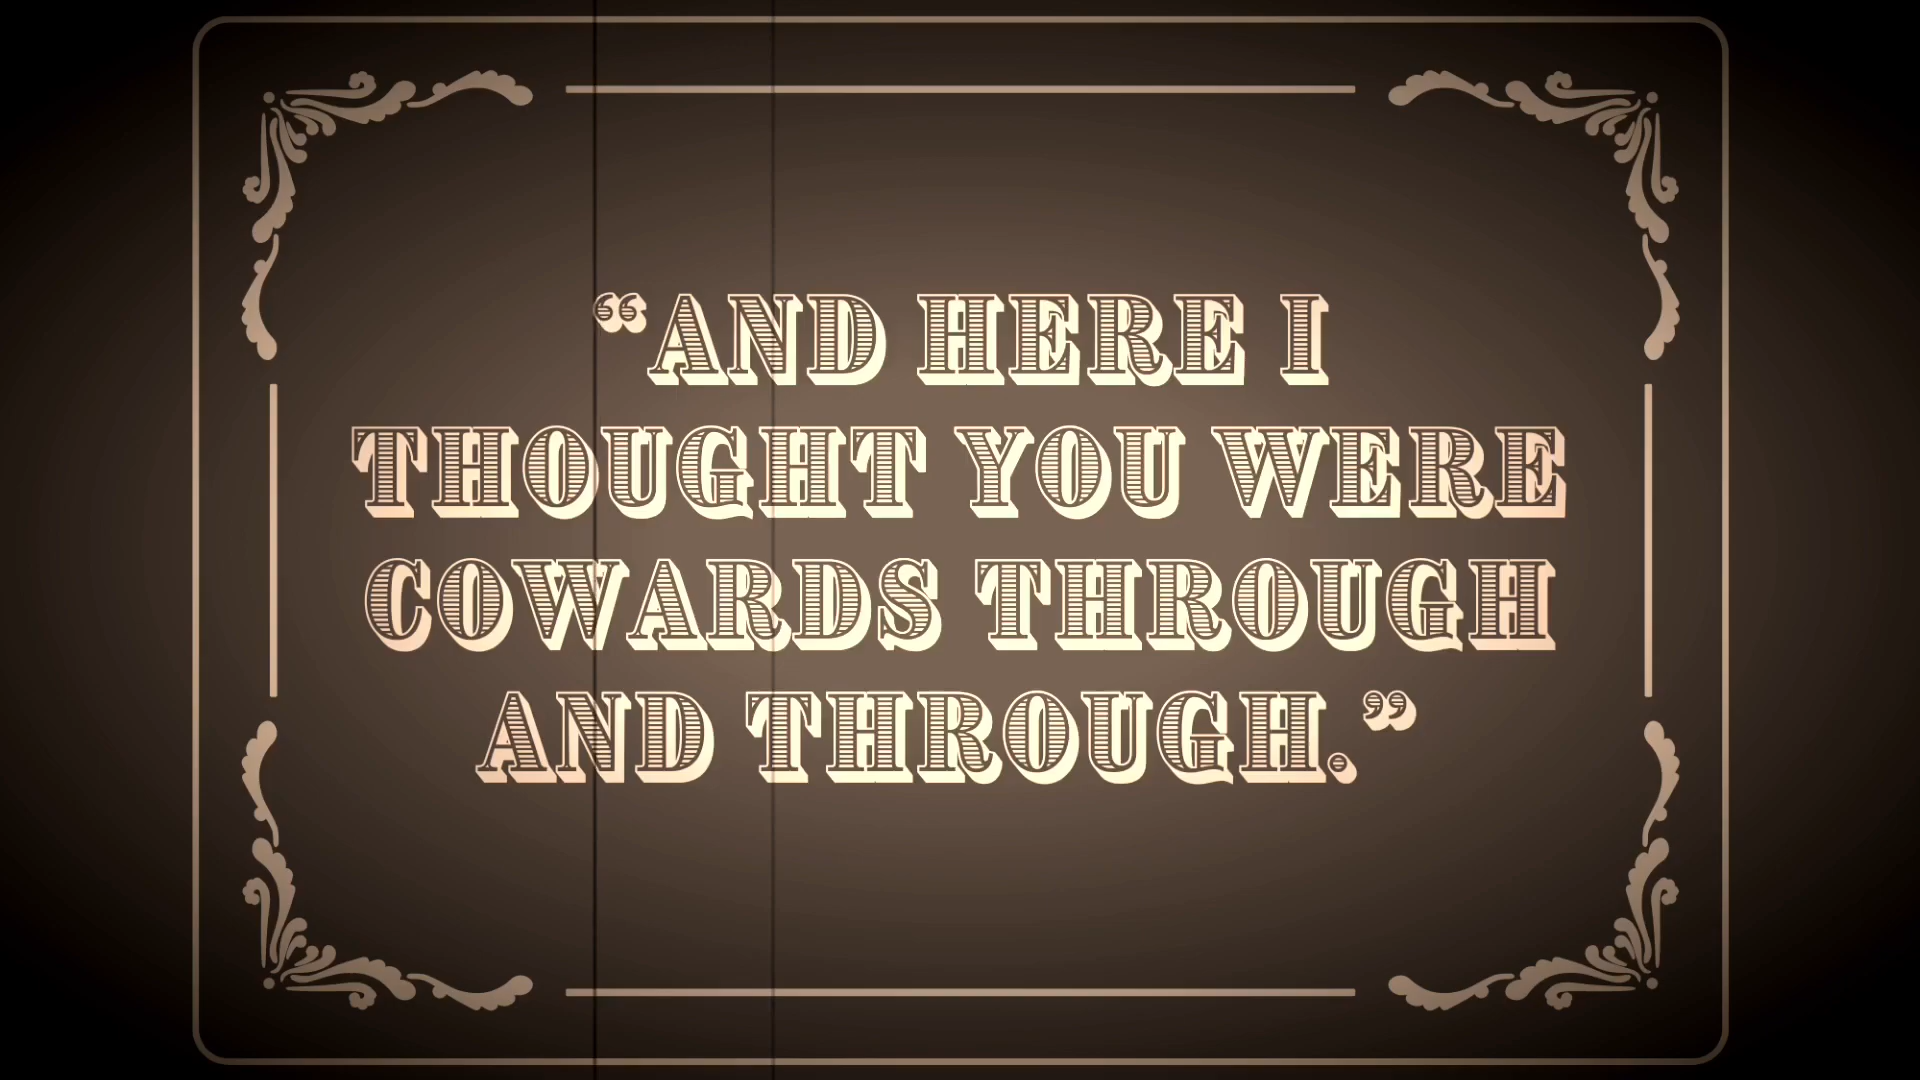 “AND HERE I
THOUGHT YOU WERE
COWARDS THROUGH
AND THROUGH.”